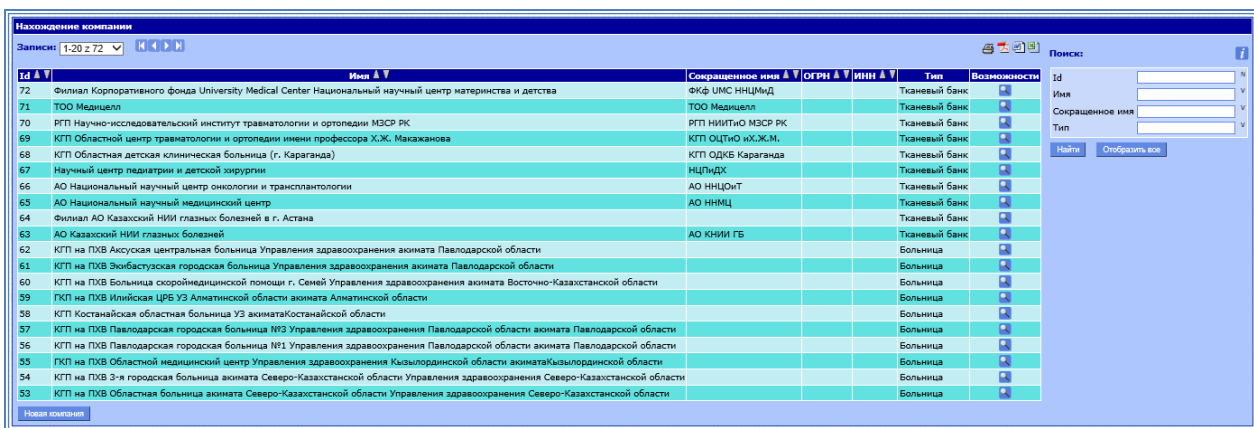 Нахождение компании
Записи: 1-20 z 72
Id Имя Сокращенное имя ОГРН ИНН Тип Возможности
72 Филиал Корпоративного фонда University Medical Center Национальный научный центр материнства и детства ФКф UMC ННЦМиД Тканевый банк
71 ТОО Медицелл ТОО Медицелл Тканевый банк
70 РГП Научно-исследовательский институт травматологии и ортопедии МЗСР РК РГП НИИТиО МЗСР РК Тканевый банк
69 КГП Областной центр травматологии и ортопедии имени профессора Х.Ж. Макажанова КГП ОЦТиО иХ.Ж.М. Тканевый банк
68 КГП Областная детская клиническая больница (г. Караганда) КГП ОДКБ Караганда Тканевый банк
67 Научный центр педиатрии и детской хирургии НЦПиДХ Тканевый банк
66 АО Национальный научный центр онкологии и трансплантологии АО ННЦОиТ Тканевый банк
65 АО Национальный научный медицинский центр АО ННМЦ Тканевый банк
64 Филиал АО Казахский НИИ глазных болезней в г. Астана Тканевый банк
63 АО Казахский НИИ глазных болезней АО КНИИ ГБ Тканевый банк
62 КГП на ПХВ Аксуская центральная больница Управления здравоохранения акимата Павлодарской области Больница
61 КГП на ПХВ Экибастузская городская больница Управления здравоохранения акимата Павлодарской области Больница
60 КГП на ПХВ Больница скороймедицинской помощи г. Семей Управления здравоохранения акимата Восточно-Казахстанской области Больница
59 ГКП на ПХВ Илийская ЦРБ УЗ Алматинской области акимата Алматинской области Больница
58 КГП Костанайская областная больница УЗ акиматаКостанайской области Больница
57 КГП на ПХВ Павлодарская городская больница №3 Управления здравоохранения Павлодарской области акимата Павлодарской области Больница
56 КГП на ПХВ Павлодарская городская больница №1 Управления здравоохранения Павлодарской области акимата Павлодарской области Больница
55 ГКП на ПХВ Областной медицинский центр Управления здравоохранения Кызылординской области акиматаКызылординской области Больница
54 КГП на ПХВ 3-я городская больница акимата Северо-Казахстанской области Управления здравоохранения Северо-Казахстанской области Больница
53 КГП на ПХВ Областная больница акимата Северо-Казахстанской области Управления здравоохранения Северо-Казахстанской области Больница
Новая компания
Поиск:
Id N
Имя V
Сокращенное имя V
Тип V
Найти Отобразить все